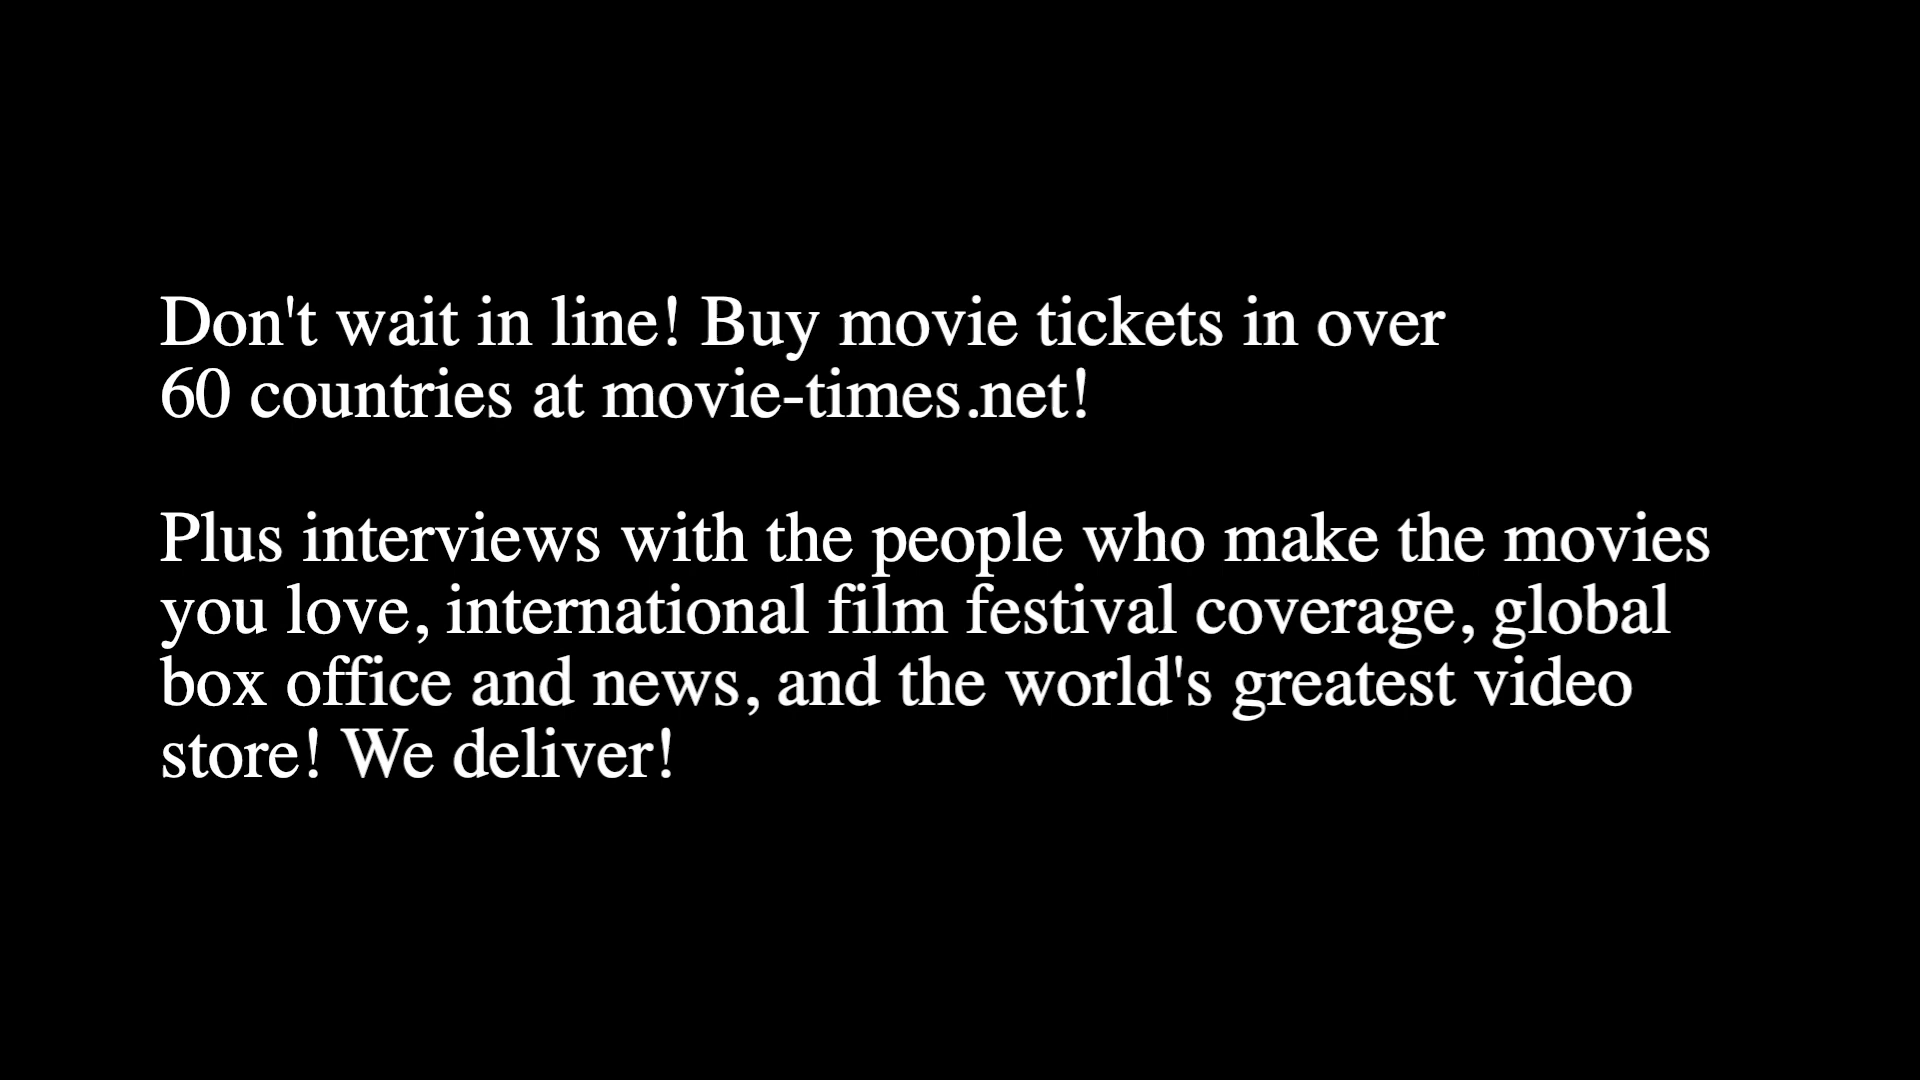 Don't wait in line! Buy movie tickets in over
60 countries at movie-times.net!
Plus interviews with the people who make the movies
you love, international film festival coverage, global
box office and news, and the world's greatest video
store! We deliver!